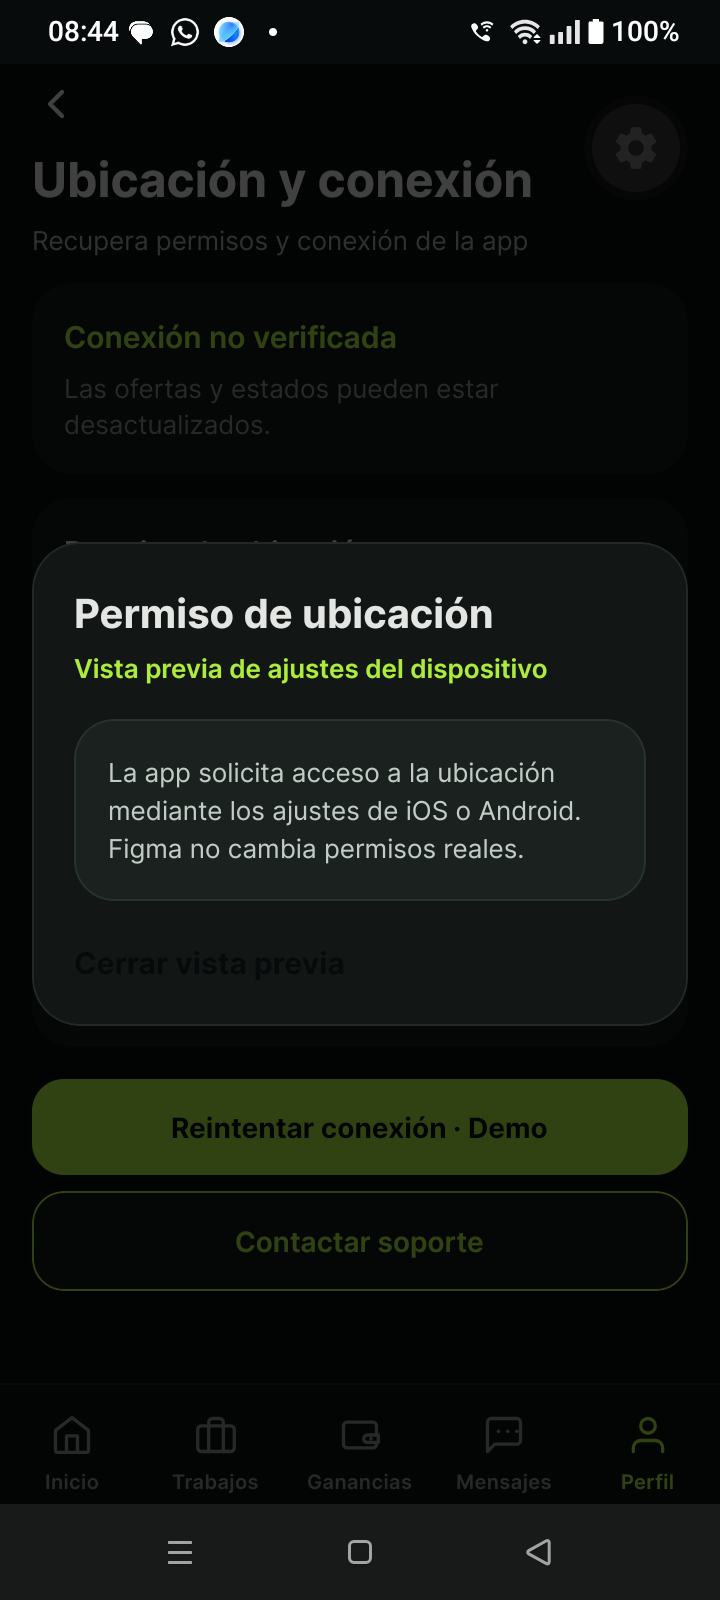 08:44
100%
Ubicación y conexión
Recupera permisos y conexión de la app
Conexión no verificada
Las ofertas y estados pueden estar
desactualizados.
Permiso de ubicación
Vista previa de ajustes del dispositivo
La app solicita acceso a la ubicación
mediante los ajustes de iOS o Android.
Figma no cambia permisos reales.
Cerrar vista previa
Reintentar conexión · Demo
Contactar soporte
Inicio
Trabajos
Ganancias
Mensajes
Perfil